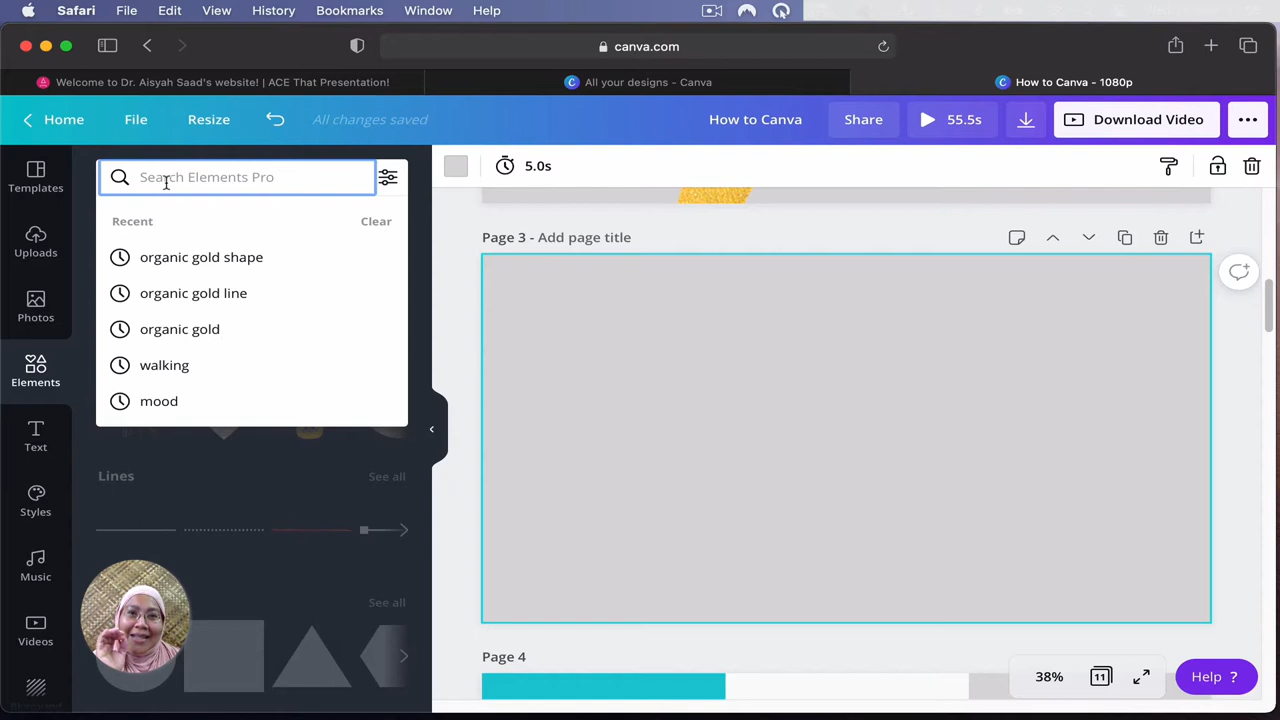 Safari File Edit View History Bookmarks Window Help
canva.com
Welcome to Dr. Aisyah Saad's website! | ACE That Presentation!
All your designs - Canva
How to Canva - 1080p
Home File Resize All changes saved How to Canva Share 55.5s Download Video
Templates
Uploads
Photos
Elements
Text
Styles
Music
Videos
Search Elements Pro
Recent Clear
organic gold shape
organic gold line
organic gold
walking
mood
Lines See all
See all
5.0s
Page 3 - Add page title
Page 4
38% 11 Help ?